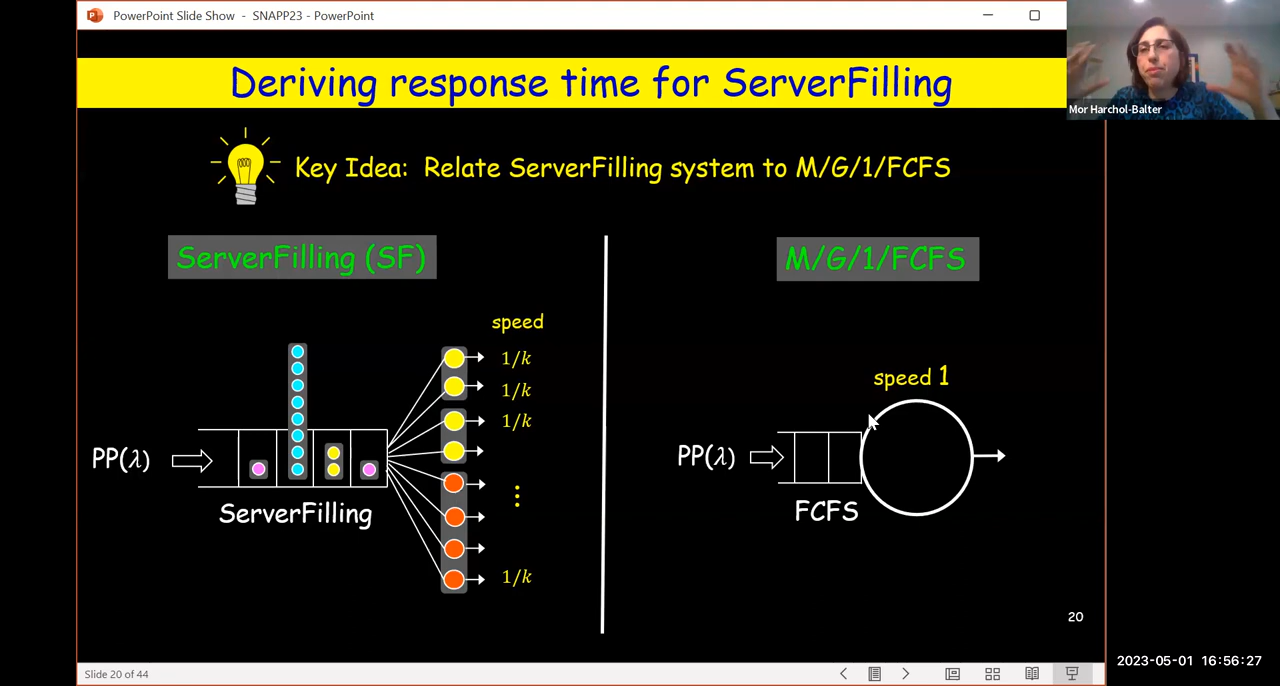 PowerPoint Slide Show - SNAPP23 - PowerPoint
Deriving response time for ServerFilling
Mor Harchol-Balter
Key Idea: Relate ServerFilling system to M/G/1/FCFS
ServerFilling (SF)
M/G/1/FCFS
speed
1/k
1/k
1/k
⋮
1/k
PP(λ)
ServerFilling
speed 1
PP(λ)
FCFS
20
Slide 20 of 44
2023-05-01 16:56:27